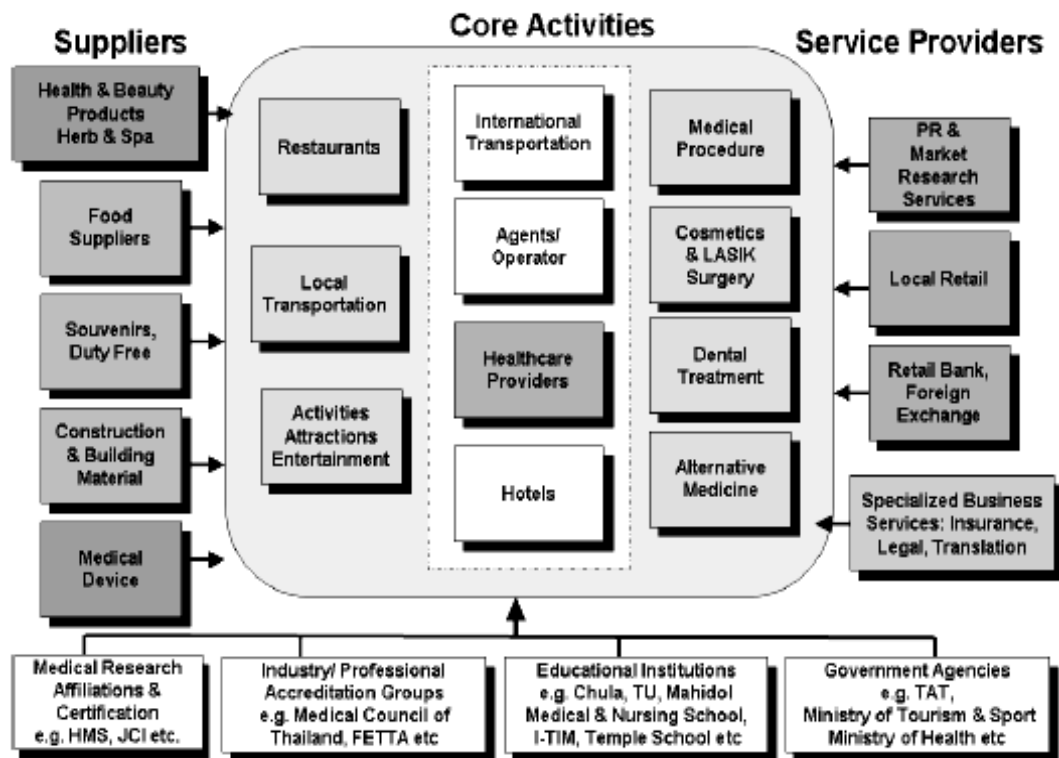 Suppliers
Core Activities
Service Providers
Health & Beauty
Products
Herb & Spa
Food
Suppliers
Souvenirs,
Duty Free
Construction
& Building
Material
Medical
Device
Restaurants
Local
Transportation
Activities
Attractions
Entertainment
International
Transportation
Agents/
Operator
Healthcare
Providers
Hotels
Medical
Procedure
Cosmetics
& LASIK
Surgery
Dental
Treatment
Alternative
Medicine
PR &
Market
Research
Services
Local Retail
Retail Bank,
Foreign
Exchange
Specialized Business
Services: Insurance,
Legal, Translation
Medical Research
Affiliations &
Certification
e.g. HMS, JCI etc.
Industry/ Professional
Accreditation Groups
e.g. Medical Council of
Thailand, FETTA etc
Educational Institutions
e.g. Chula, TU, Mahidol
Medical & Nursing School,
I-TIM, Temple School etc
Government Agencies
e.g. TAT,
Ministry of Tourism & Sport
Ministry of Health etc